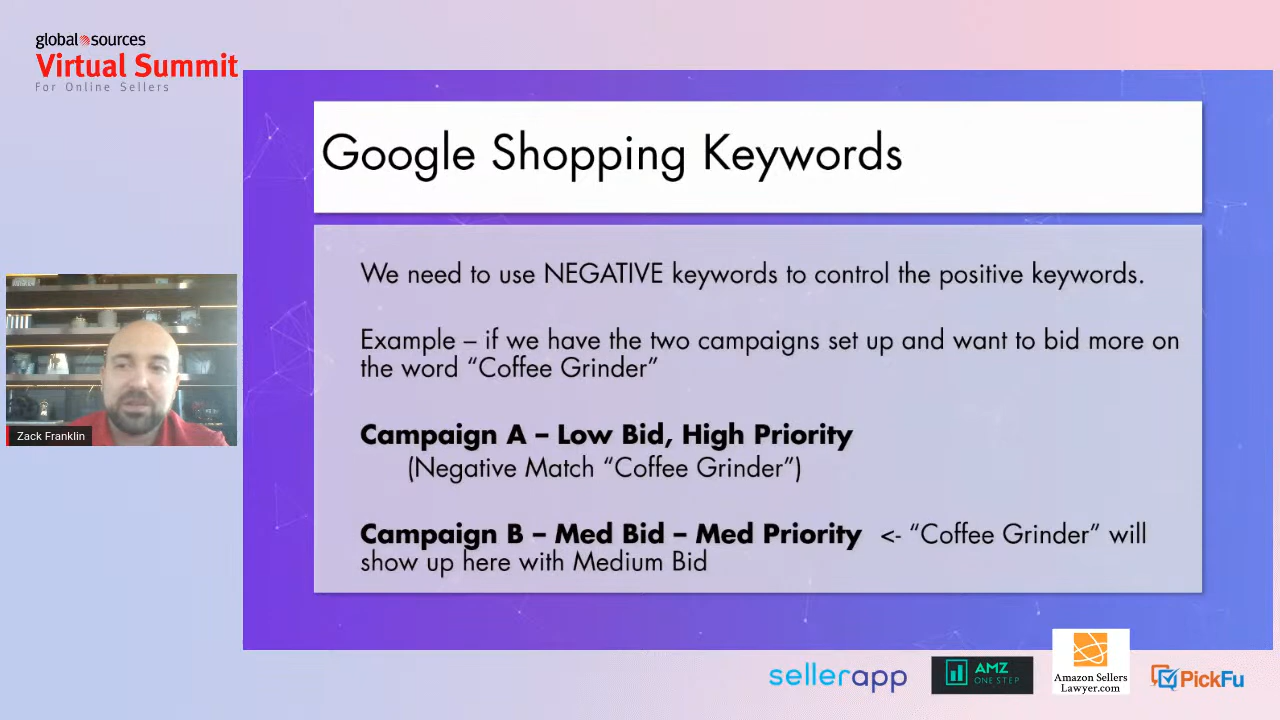 global sources
Virtual Summit
For Online Sellers
Google Shopping Keywords
We need to use NEGATIVE keywords to control the positive keywords.
Example – if we have the two campaigns set up and want to bid more on
the word “Coffee Grinder”
Campaign A – Low Bid, High Priority
(Negative Match “Coffee Grinder”)
Campaign B – Med Bid – Med Priority <- “Coffee Grinder” will
show up here with Medium Bid
Zack Franklin
sellerapp
AMZ
ONE STEP
Amazon Sellers
Lawyer.com
PickFu